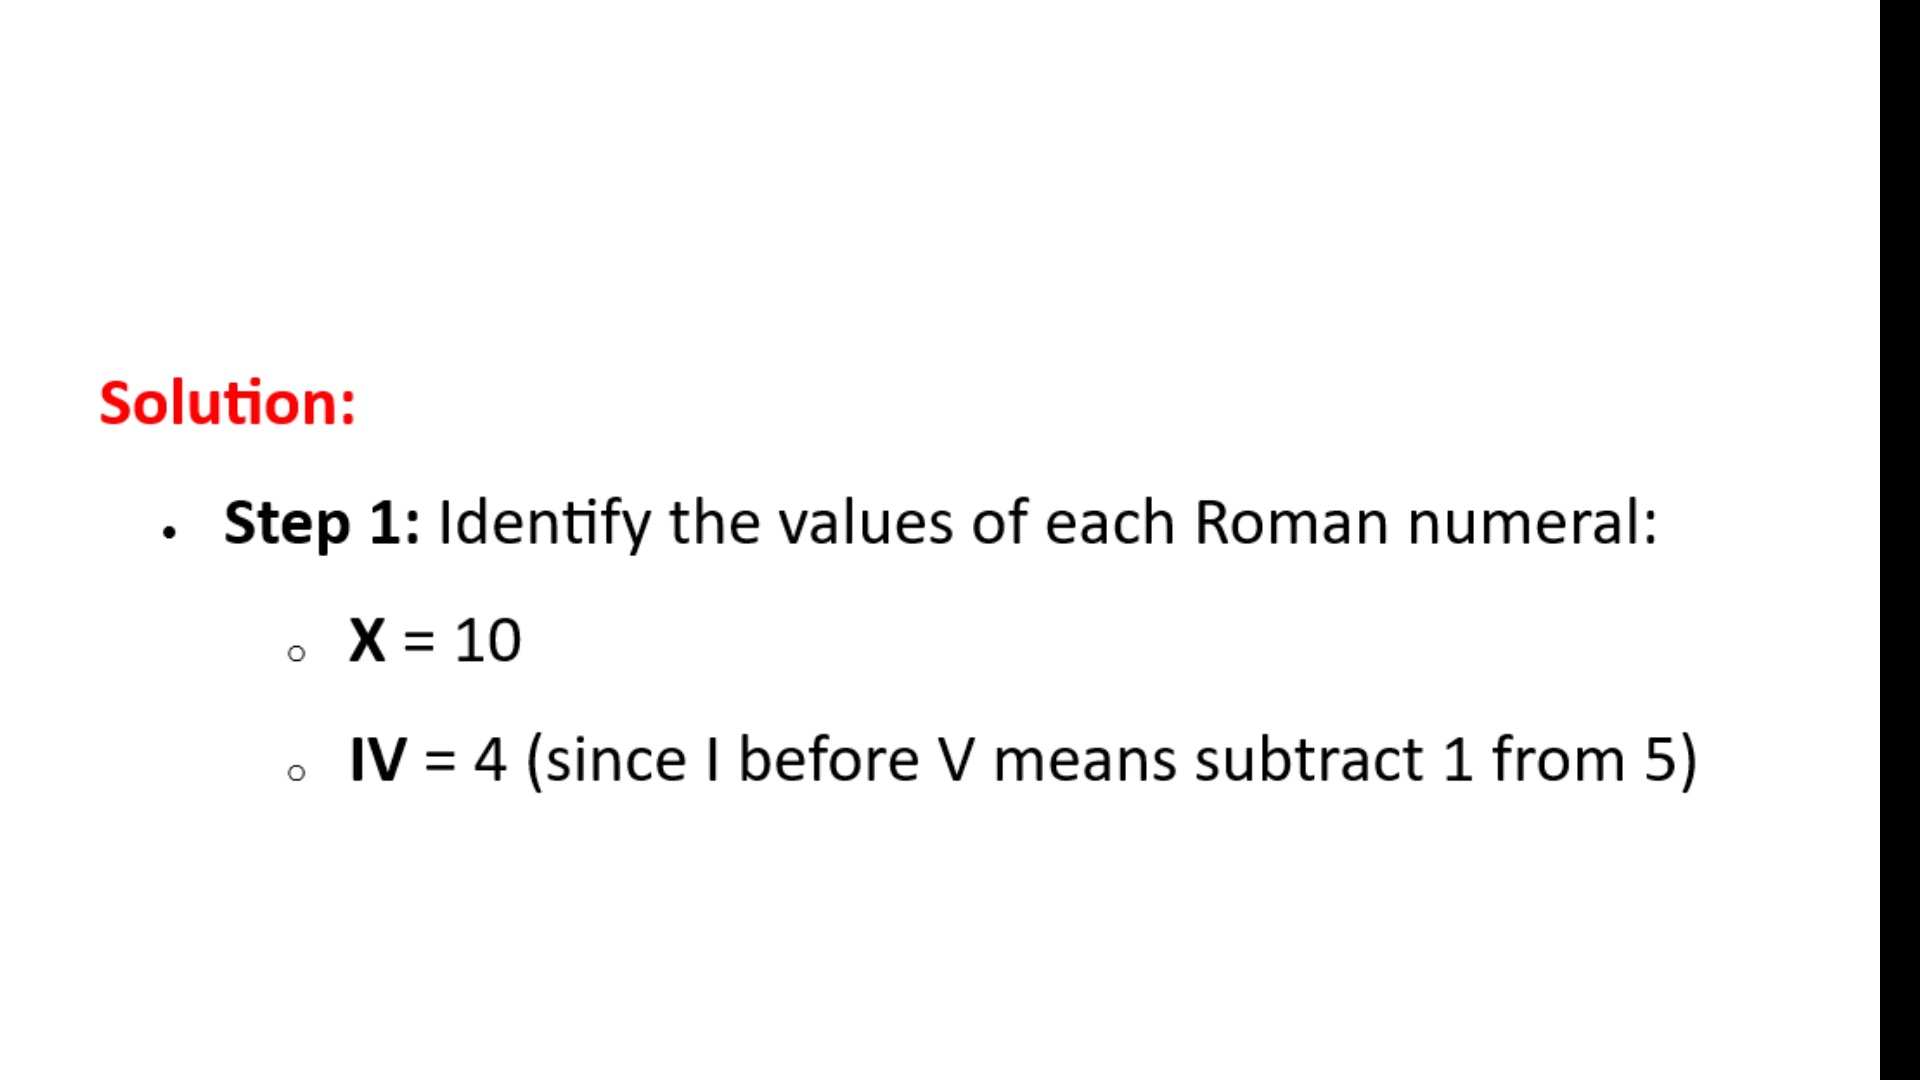 Solution:
• Step 1: Identify the values of each Roman numeral:
○ X = 10
○ IV = 4 (since I before V means subtract 1 from 5)